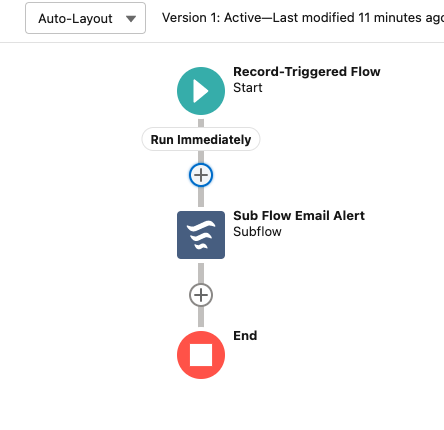 Auto-Layout
Version 1: Active—Last modified 11 minutes ago
Record-Triggered Flow
Start
Run Immediately
Sub Flow Email Alert
Subflow
End